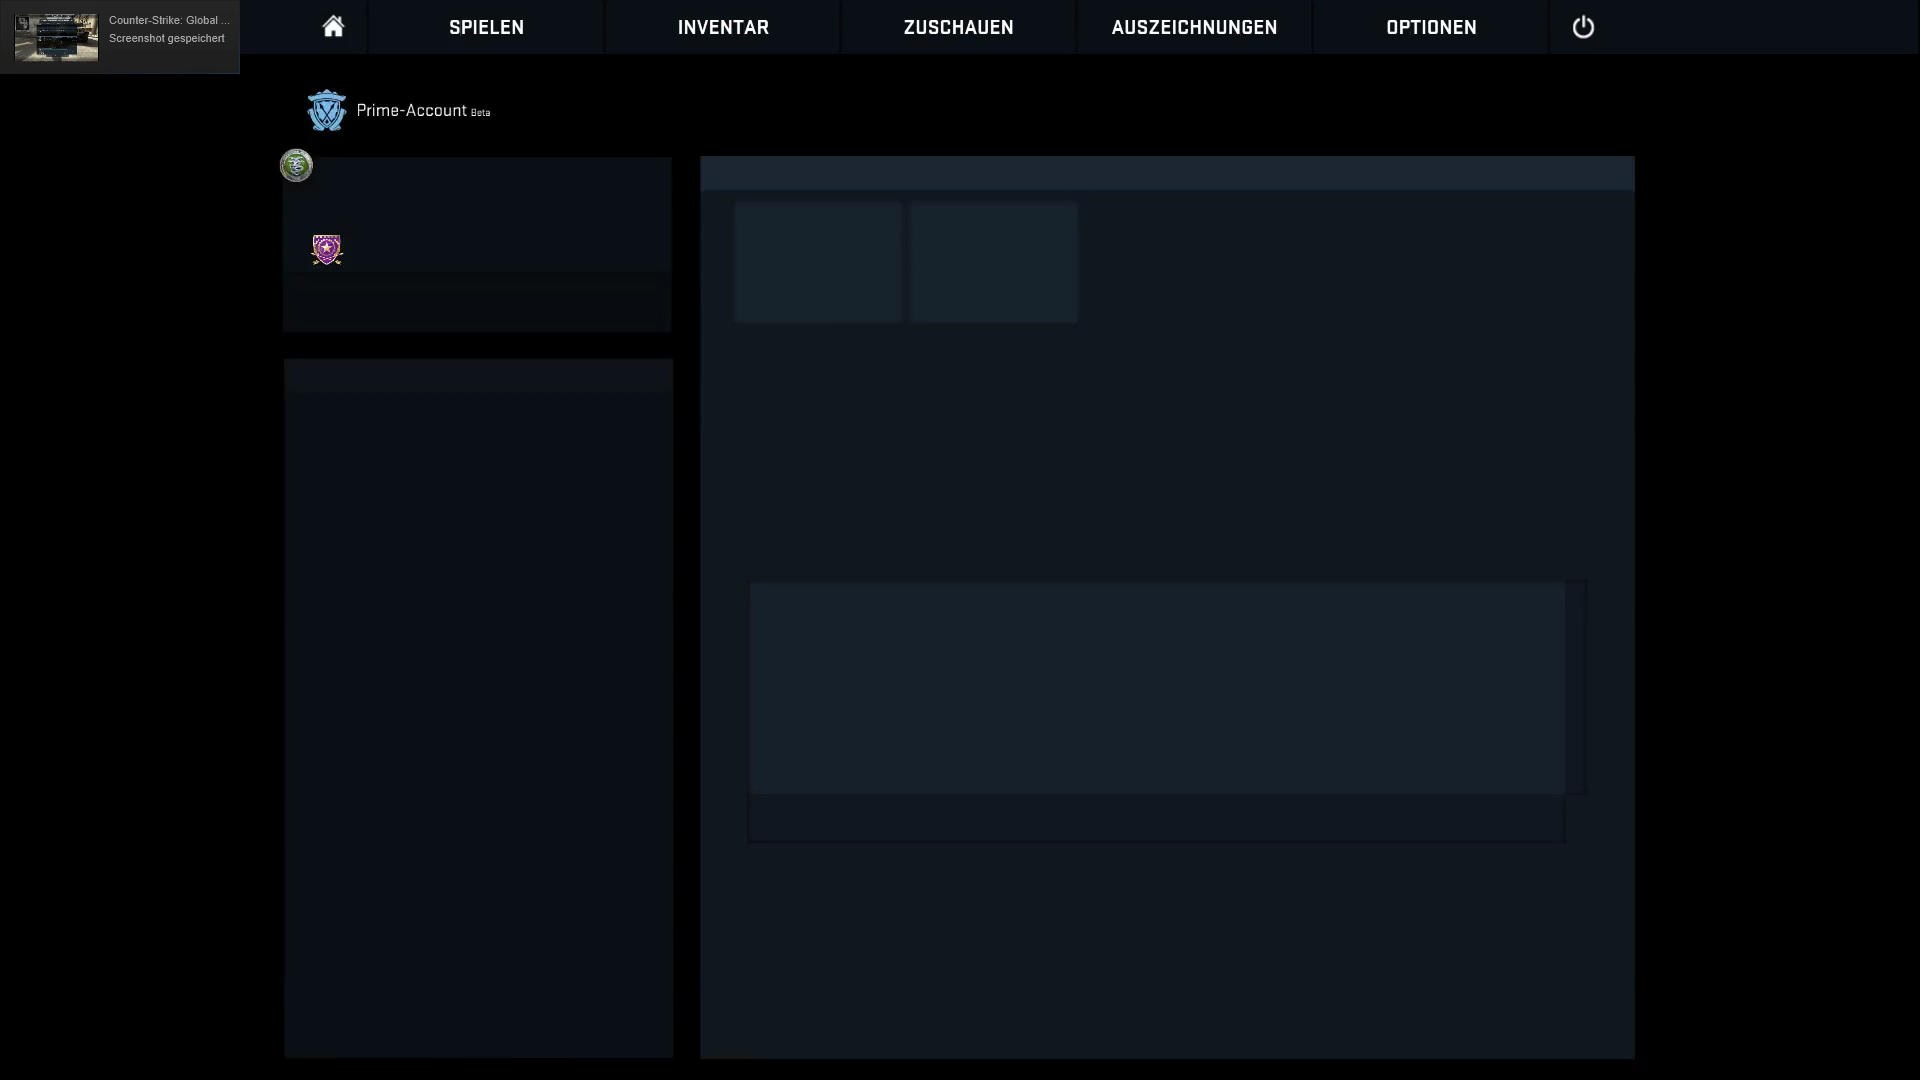 Counter-Strike: Global ...
Screenshot gespeichert
SPIELEN
INVENTAR
ZUSCHAUEN
AUSZEICHNUNGEN
OPTIONEN
Prime-Account Beta